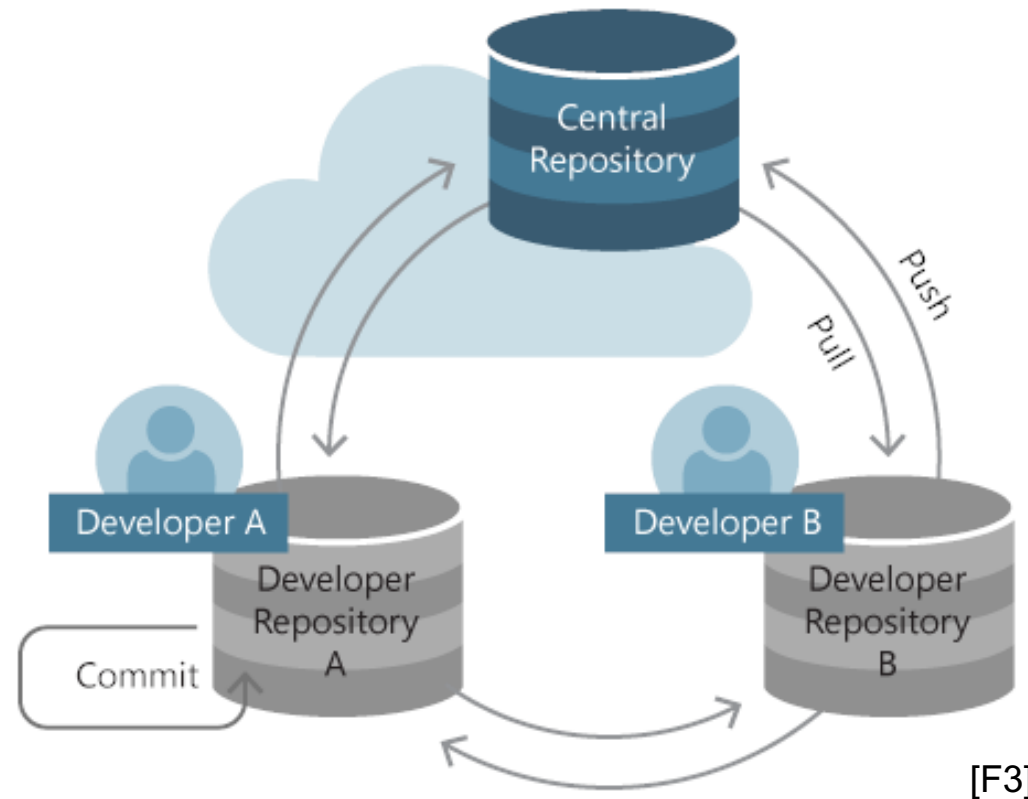 Central
Repository
Push
Pull
Developer A
Developer B
Developer
Repository
A
Developer
Repository
B
Commit
[F3]